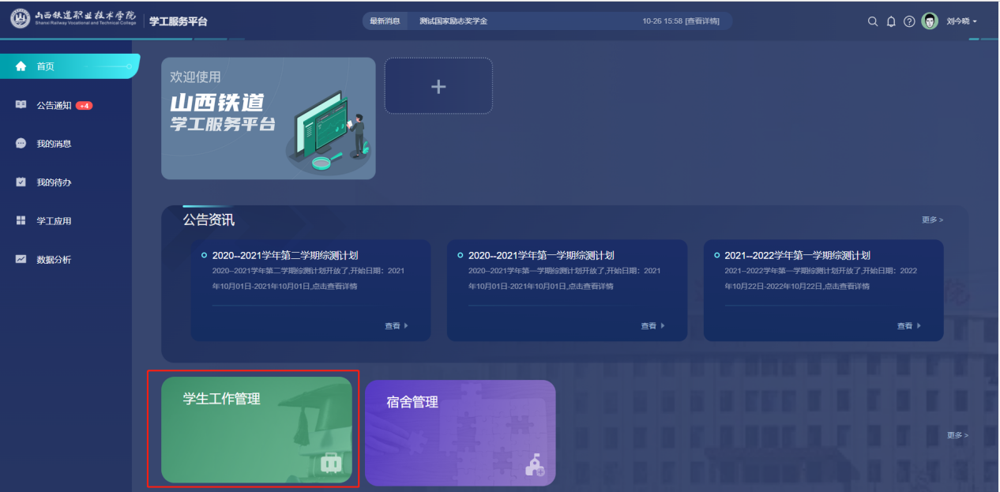 山西铁道职业技术学院
Shanxi Railway Vocational and Technical College
学工服务平台
最新消息
测试国家励志奖学金
10-26 15:58 [查看详情]
刘今晓
首页
公告通知 +4
我的消息
我的待办
学工应用
数据分析
欢迎使用
山西铁道
学工服务平台
+
公告资讯
更多 >
2020--2021学年第二学期综测计划
2020--2021学年第二学期综测计划开放了,开始日期：2021
年10月01日-2021年10月01日,点击查看详情
查看
2020--2021学年第一学期综测计划
2020--2021学年第一学期综测计划开放了,开始日期：2021
年10月01日-2021年10月01日,点击查看详情
查看
2021--2022学年第一学期综测计划
2021--2022学年第一学期综测计划开放了,开始日期：2022
年10月22日-2022年10月22日,点击查看详情
查看
学生工作管理
宿舍管理
更多 >